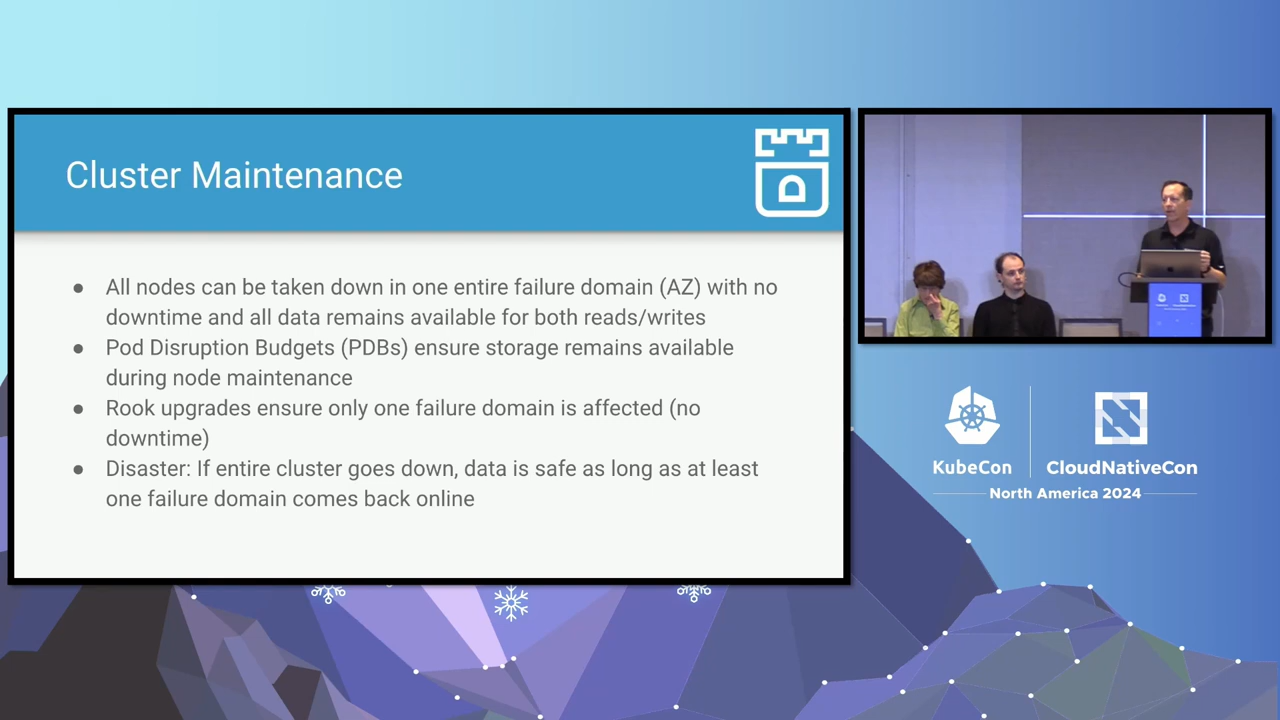 Cluster Maintenance
● All nodes can be taken down in one entire failure domain (AZ) with no
downtime and all data remains available for both reads/writes
● Pod Disruption Budgets (PDBs) ensure storage remains available
during node maintenance
● Rook upgrades ensure only one failure domain is affected (no
downtime)
● Disaster: If entire cluster goes down, data is safe as long as at least
one failure domain comes back online
KubeCon
CloudNativeCon
North America 2024